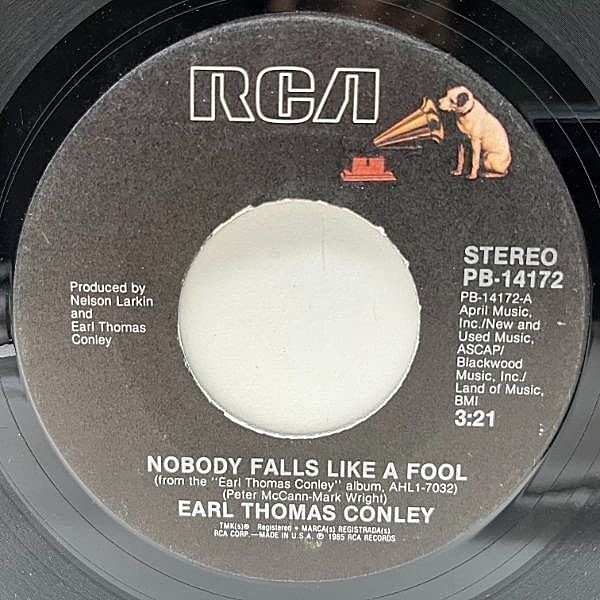 RCA
STEREO
PB-14172
PB-14172-A
April Music,
Inc./New and
Used Music,
ASCAP/
Blackwood
Music, Inc./
Land of Music,
BMI
3:21
Produced by
Nelson Larkin
and
Earl Thomas
Conley
NOBODY FALLS LIKE A FOOL
(from the "Earl Thomas Conley" album, AHL1-7032)
(Peter McCann-Mark Wright)
EARL THOMAS CONLEY
TMK(s)® Registered • MARCA(s) REGISTRADA(s)
RCA CORP.—MADE IN U.S.A. ℗ 1985 RCA RECORDS